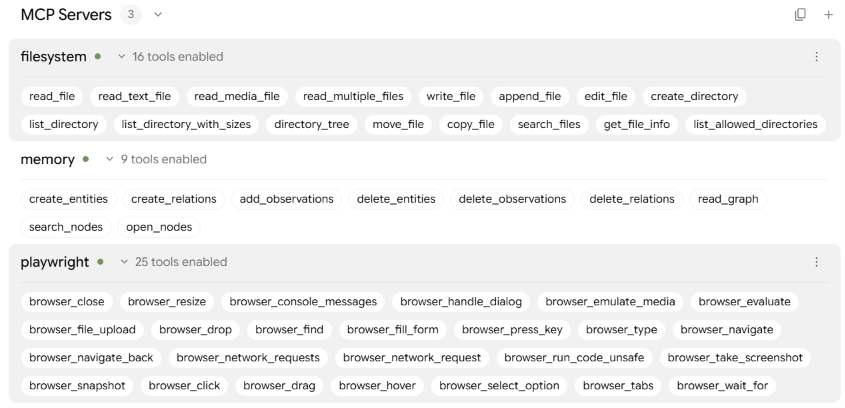 MCP Servers 3
filesystem 16 tools enabled
read_file read_text_file read_media_file read_multiple_files write_file append_file edit_file create_directory
list_directory list_directory_with_sizes directory_tree move_file copy_file search_files get_file_info list_allowed_directories
memory 9 tools enabled
create_entities create_relations add_observations delete_entities delete_observations delete_relations read_graph
search_nodes open_nodes
playwright 25 tools enabled
browser_close browser_resize browser_console_messages browser_handle_dialog browser_emulate_media browser_evaluate
browser_file_upload browser_drop browser_find browser_fill_form browser_press_key browser_type browser_navigate
browser_navigate_back browser_network_requests browser_network_request browser_run_code_unsafe browser_take_screenshot
browser_snapshot browser_click browser_drag browser_hover browser_select_option browser_tabs browser_wait_for